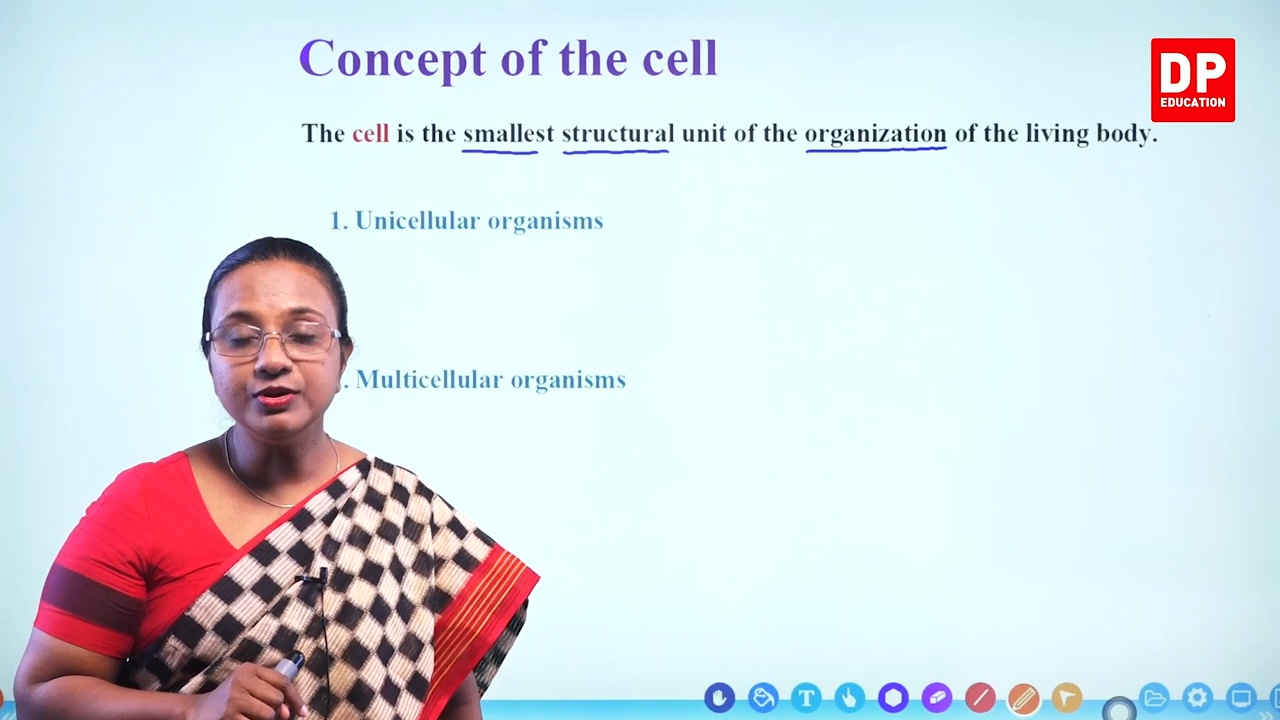 Concept of the cell
DP
EDUCATION
The cell is the smallest structural unit of the organization of the living body.
1. Unicellular organisms
. Multicellular organisms
T